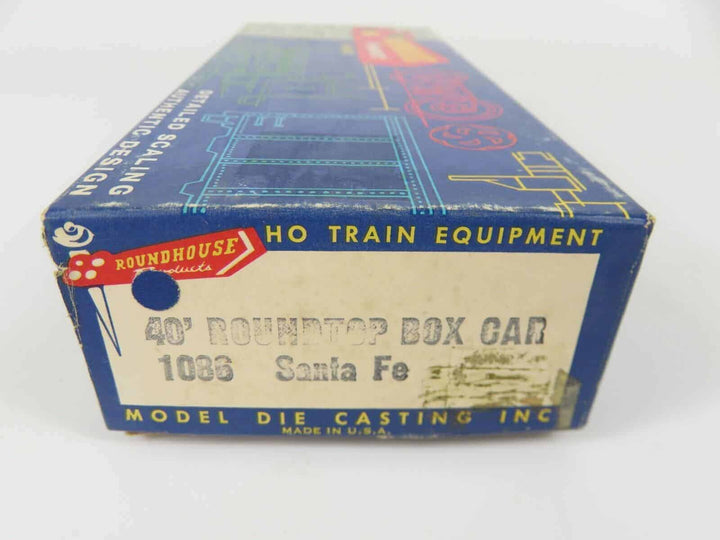 DETAILED SCALING
AUTHENTIC DESIGN
ROUNDHOUSE
Products
HO TRAIN EQUIPMENT
40' ROUNDTOP BOX CAR
1086 Santa Fe
MODEL DIE CASTING INC
MADE IN U.S.A.